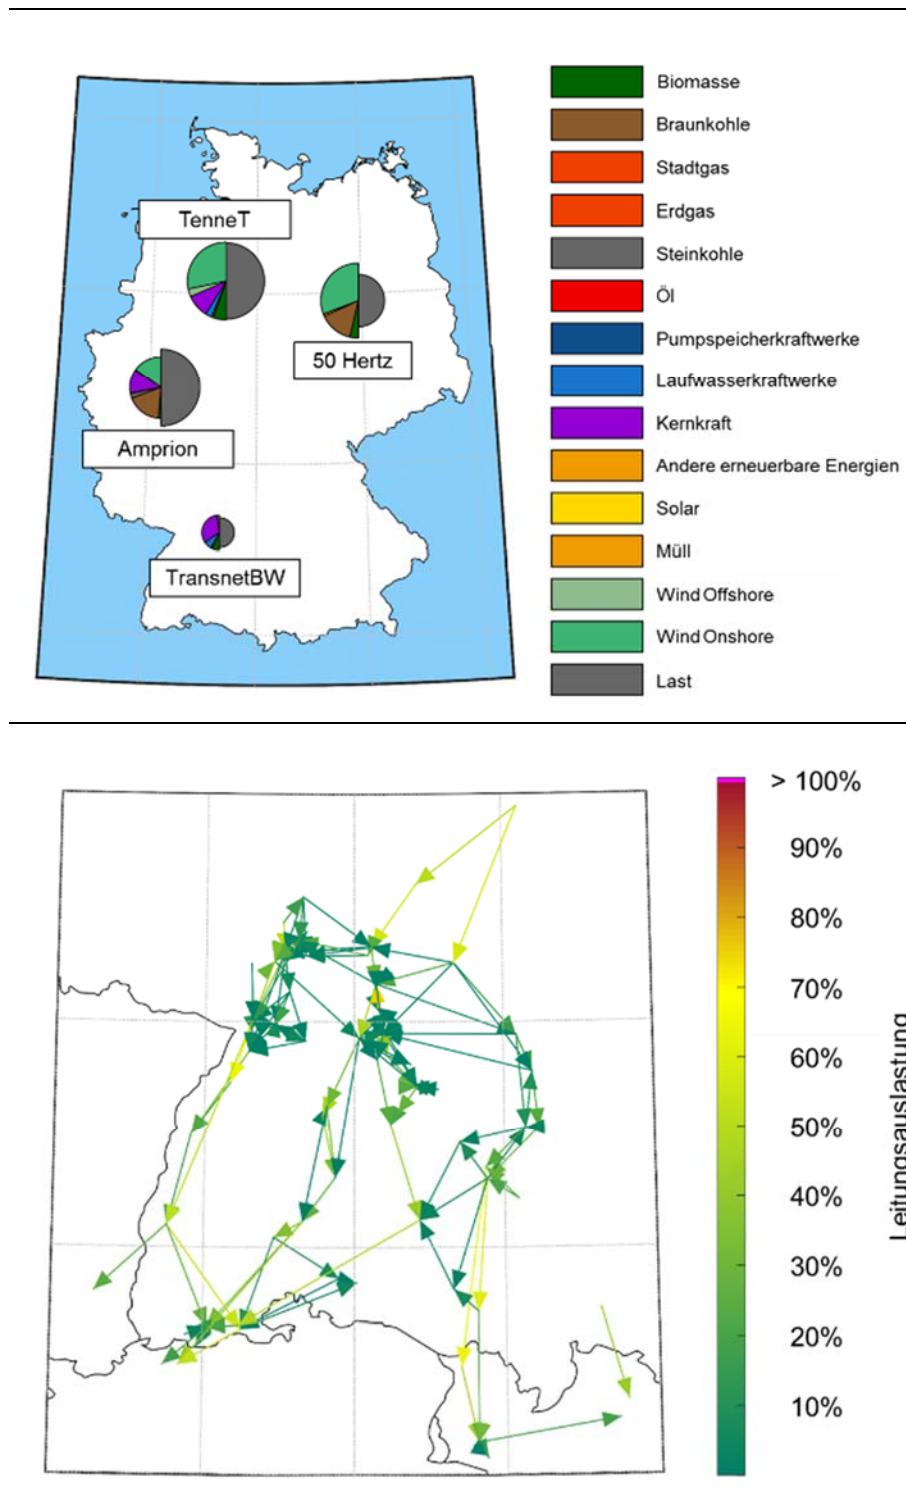 Biomasse
Braunkohle
Stadtgas
Erdgas
Steinkohle
Öl
Pumpspeicherkraftwerke
Laufwasserkraftwerke
Kernkraft
Andere erneuerbare Energien
Solar
Müll
Wind Offshore
Wind Onshore
Last
TenneT
50 Hertz
Amprion
TransnetBW
> 100%
90%
80%
70%
60%
50%
40%
30%
20%
10%
Leitungsauslastung